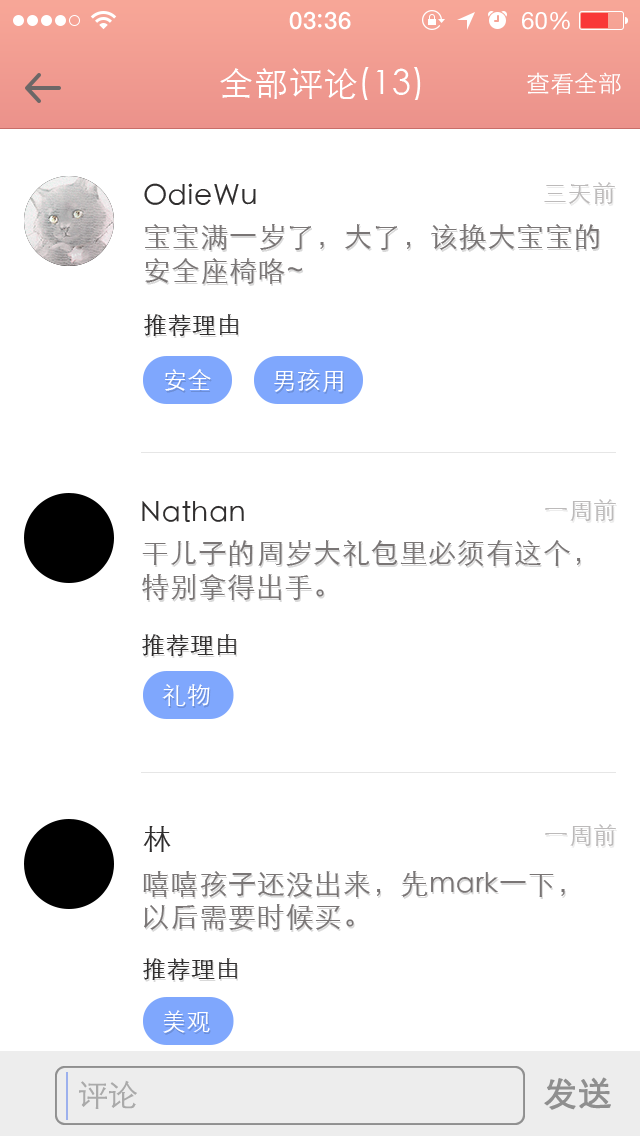 03:36 60%
全部评论(13) 查看全部
OdieWu 三天前
宝宝满一岁了，大了，该换大宝宝的
安全座椅咯~
推荐理由
安全 男孩用
Nathan 一周前
干儿子的周岁大礼包里必须有这个，
特别拿得出手。
推荐理由
礼物
林 一周前
嘻嘻孩子还没出来，先mark一下，
以后需要时候买。
推荐理由
美观
评论 发送